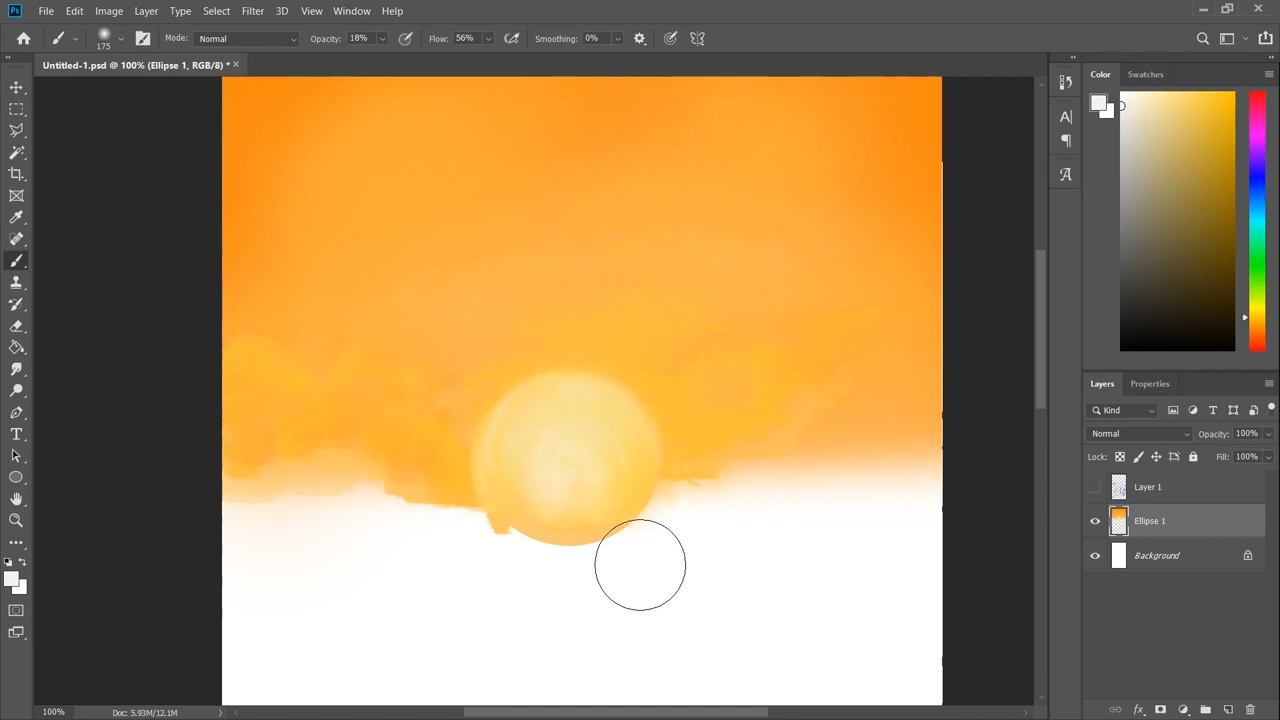 Ps File Edit Image Layer Type Select Filter 3D View Window Help
175 Mode: Normal Opacity: 18% Flow: 56% Smoothing: 0%
Untitled-1.psd @ 100% (Ellipse 1, RGB/8) *
Color Swatches
Layers Properties
Kind
Normal Opacity: 100%
Lock: Fill: 100%
Layer 1
Ellipse 1
Background
100% Doc: 5.93M/12.1M